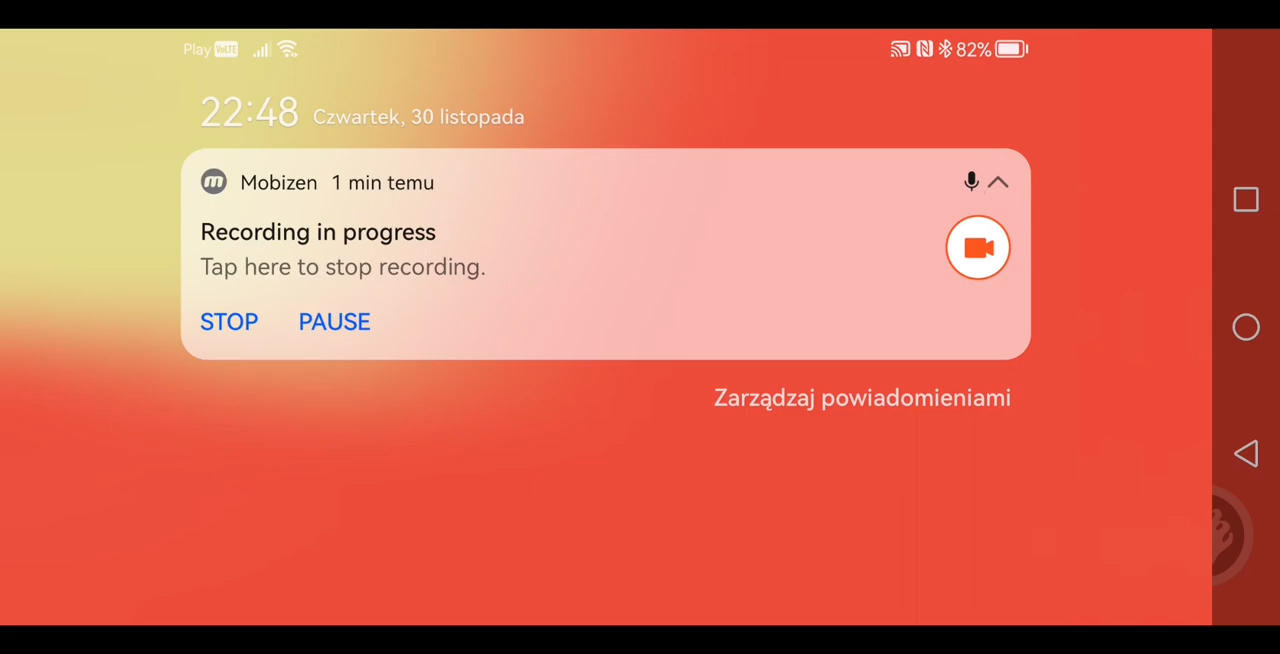 Play VoLTE 82%
22:48 Czwartek, 30 listopada
m Mobizen 1 min temu
Recording in progress
Tap here to stop recording.
STOP PAUSE
Zarządzaj powiadomieniami